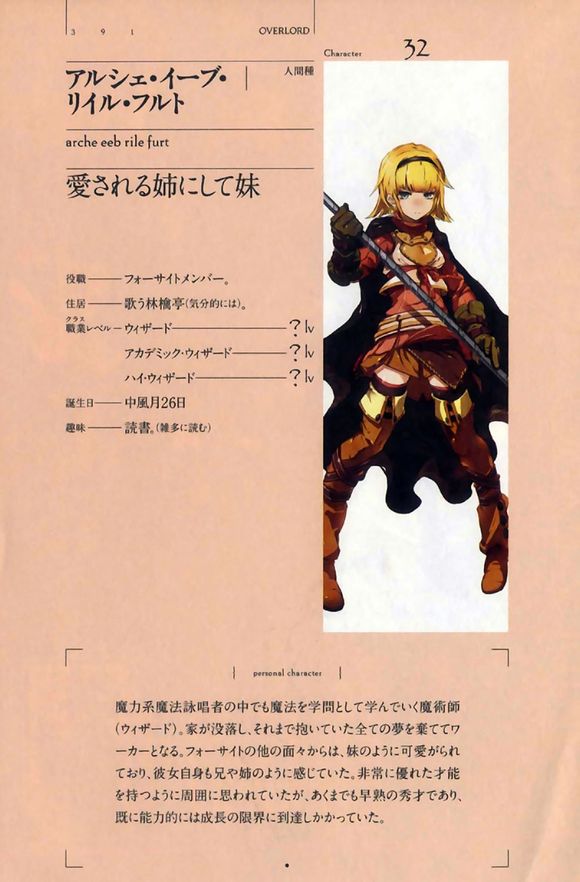 391
OVERLORD
Character 32
アルシェ・イーブ・
リイル・フルト
人間種
arche eeb rile furt
愛される姉にして妹
役職――フォーサイトメンバー。
住居――歌う林檎亭(気分的には)。
クラス
職業レベル－ウィザード――――――？lv
アカデミック・ウィザード――――？lv
ハイ・ウィザード――――――？lv
誕生日――中風月26日
趣味――読書。(雑多に読む)
personal character
魔力系魔法詠唱者の中でも魔法を学問として学んでいく魔術師
(ウィザード)。家が没落し、それまで抱いていた全ての夢を棄ててワ
ーカーとなる。フォーサイトの他の面々からは、妹のように可愛がられ
ており、彼女自身も兄や姉のように感じていた。非常に優れた才能
を持つように周囲に思われていたが、あくまでも早熟の秀才であり、
既に能力的には成長の限界に到達しかかっていた。